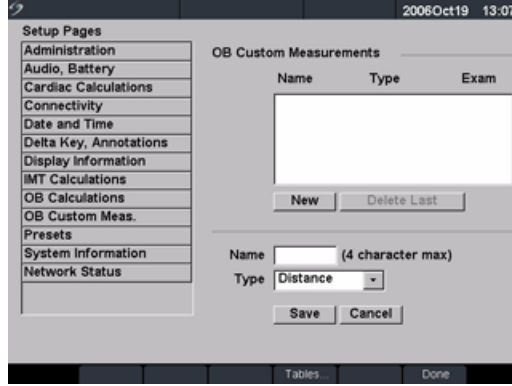 2006Oct19 13:07
Setup Pages
Administration
Audio, Battery
Cardiac Calculations
Connectivity
Date and Time
Delta Key, Annotations
Display Information
IMT Calculations
OB Calculations
OB Custom Meas.
Presets
System Information
Network Status
OB Custom Measurements
Name Type Exam
New Delete Last
Name (4 character max)
Type Distance
Save Cancel
Tables... Done